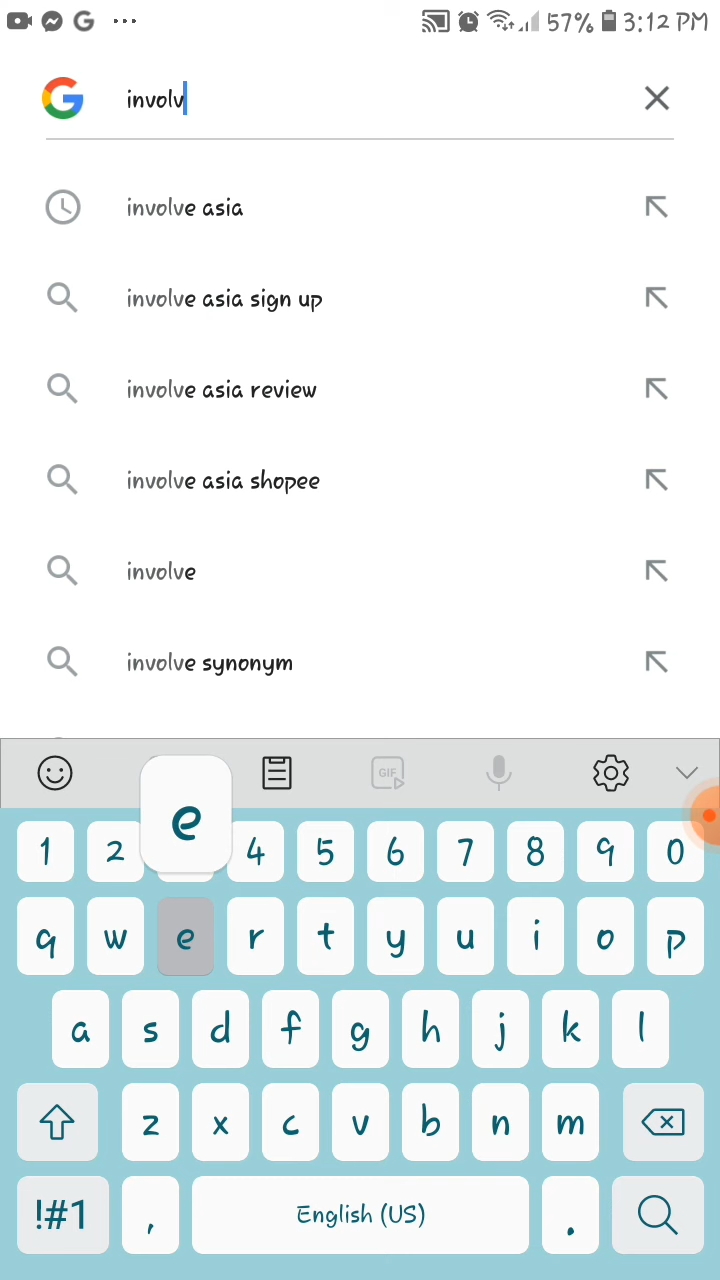 57% 3:12 PM
involv
involve asia
involve asia sign up
involve asia review
involve asia shopee
involve
involve synonym
GIF
e
1 2 4 5 6 7 8 9 0
q w e r t y u i o p
a s d f g h j k l
z x c v b n m
!#1 , English (US) .